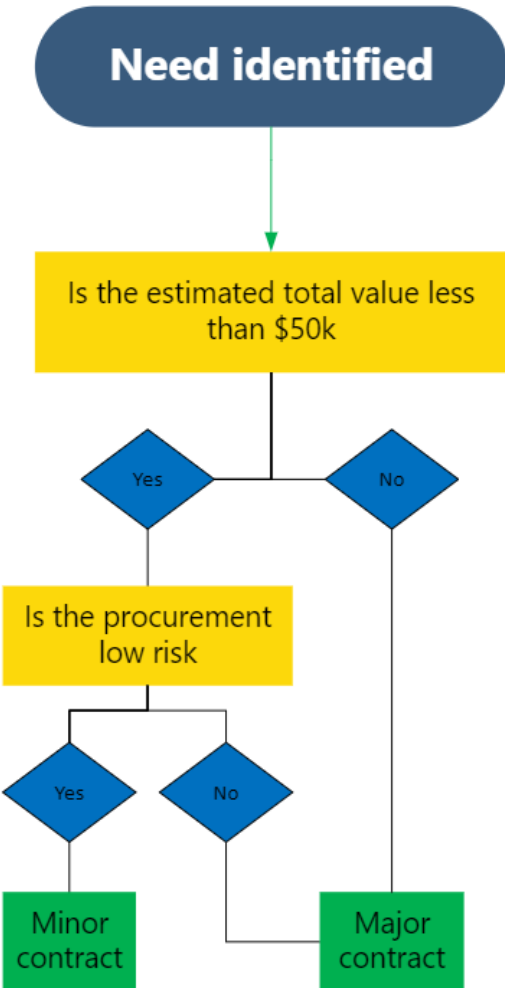 Need identified
Is the estimated total value less
than $50k
Yes
No
Is the procurement
low risk
Yes
No
Minor
contract
Major
contract